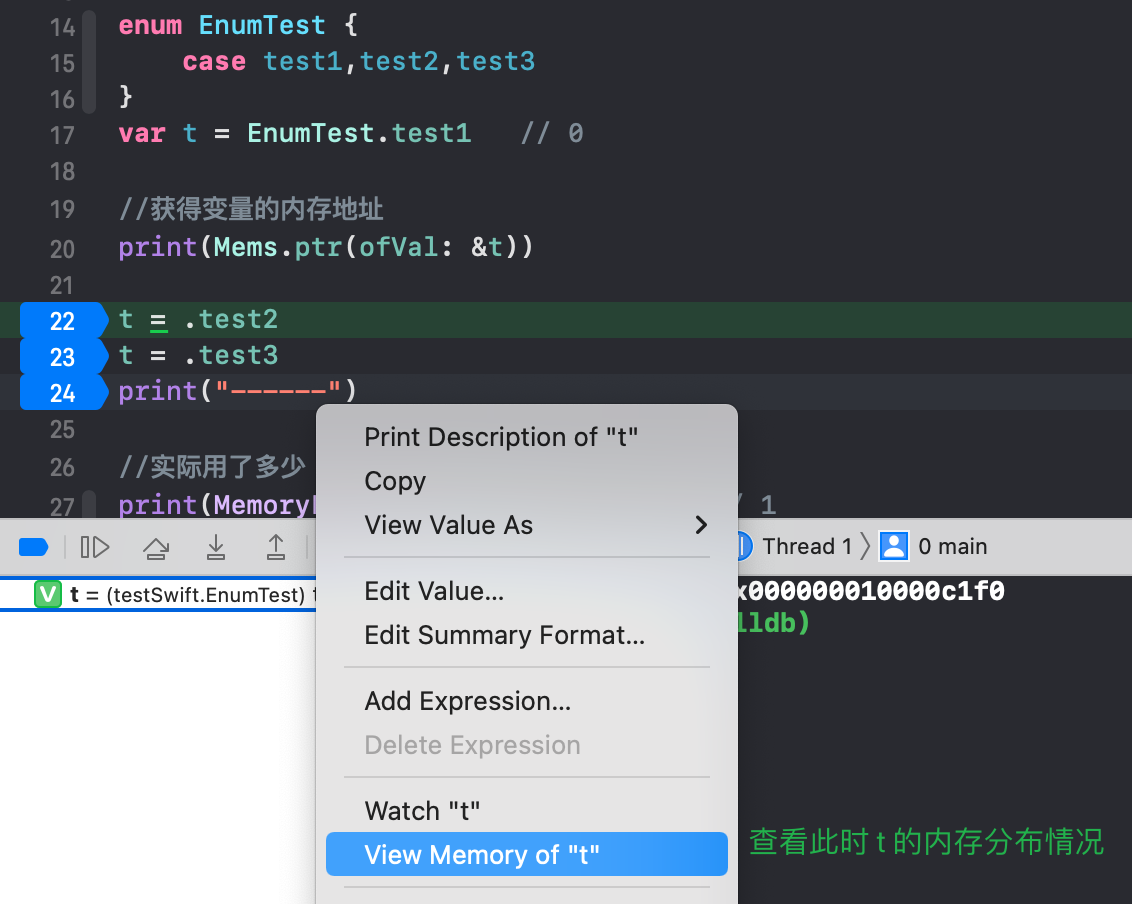 14 enum EnumTest {
15 case test1,test2,test3
16 }
17 var t = EnumTest.test1 // 0
18
19 //获得变量的内存地址
20 print(Mems.ptr(ofVal: &t))
21
22 t = .test2
23 t = .test3
24 print("------")
25
26 //实际用了多少
27 print(Memory / 1
Print Description of "t"
Copy
View Value As
Edit Value...
Edit Summary Format...
Add Expression...
Delete Expression
Watch "t"
View Memory of "t"
Thread 1 0 main
V t = (testSwift.EnumTest)
x000000010000c1f0
lldb)
查看此时 t 的内存分布情况